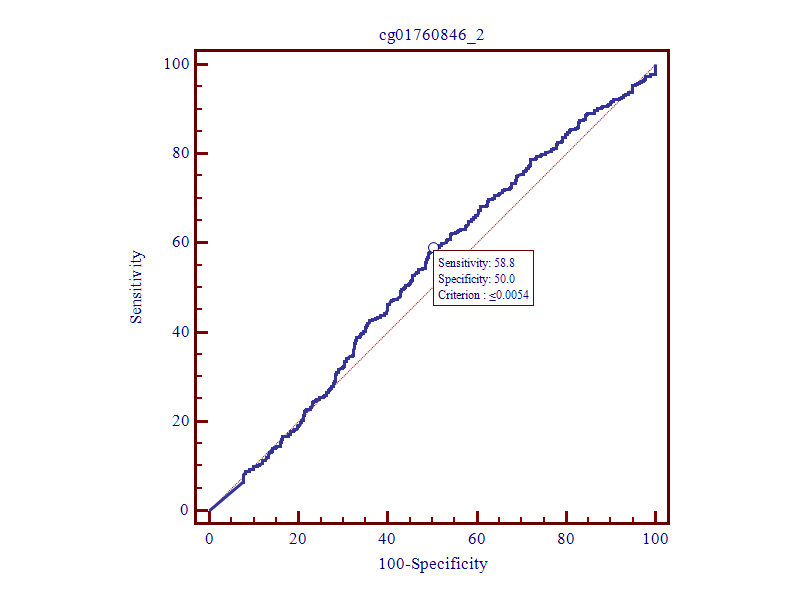 cg01760846_2
100
80
60
40
20
0
Sensitivity
Sensitivity: 58.8
Specificity: 50.0
Criterion : ≤0.0054
0 20 40 60 80 100
100-Specificity